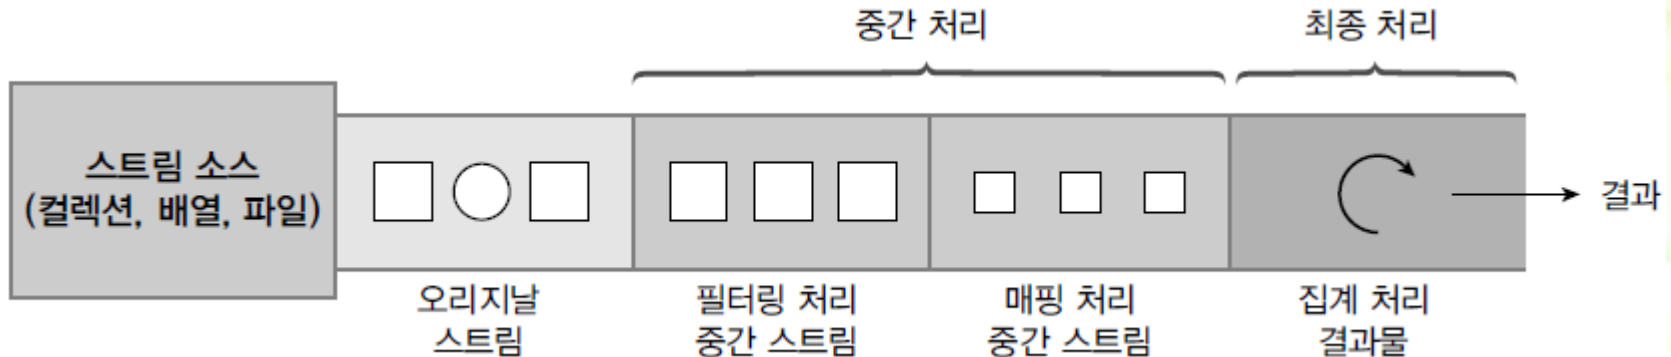 중간 처리
최종 처리
스트림 소스
(컬렉션, 배열, 파일)
결과
오리지날
스트림
필터링 처리
중간 스트림
매핑 처리
중간 스트림
집계 처리
결과물